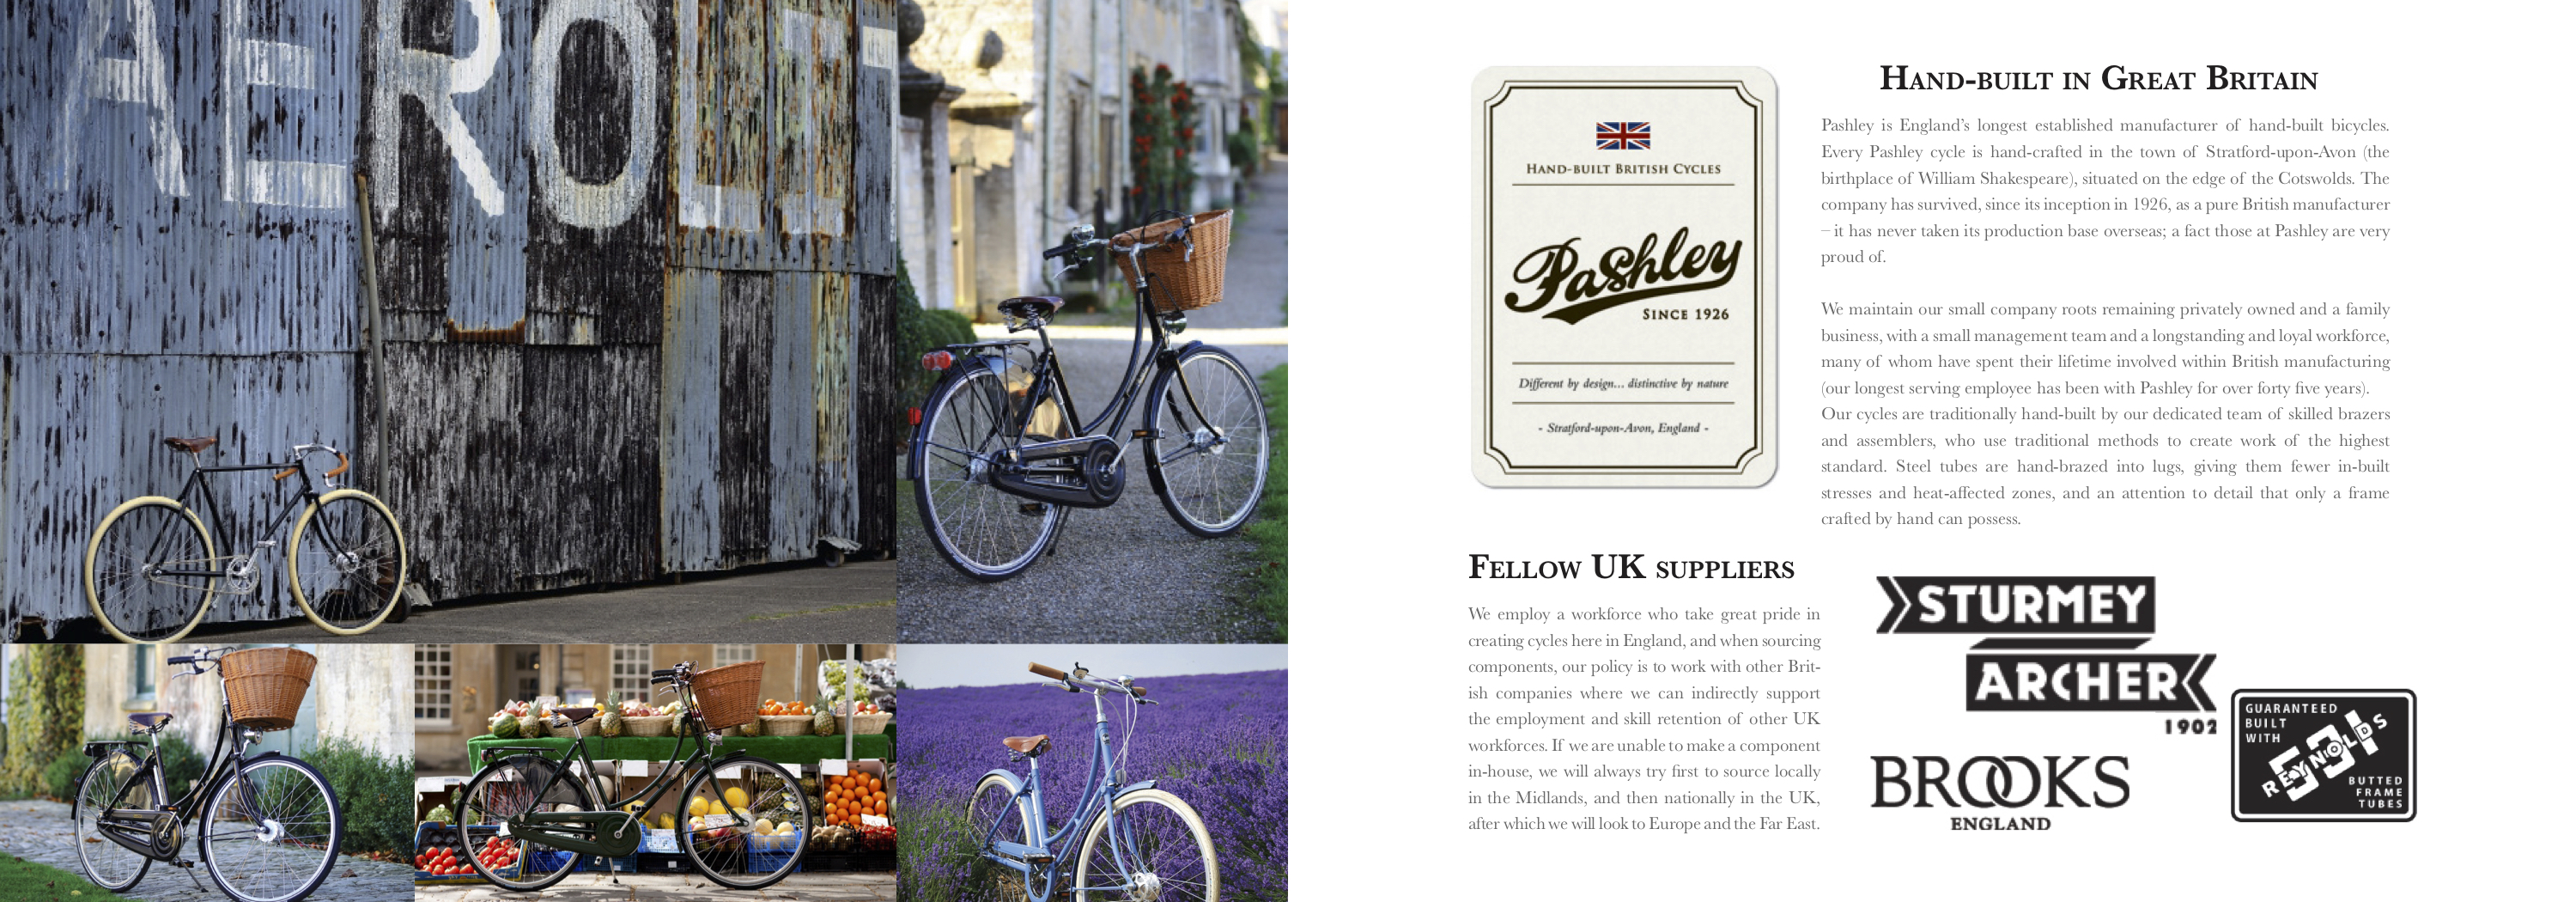 AERO
HAND-BUILT BRITISH CYCLES
Pashley
SINCE 1926
Different by design... distinctive by nature
- Stratford-upon-Avon, England -
HAND-BUILT IN GREAT BRITAIN
Pashley is England’s longest established manufacturer of hand-built bicycles.
Every Pashley cycle is hand-crafted in the town of Stratford-upon-Avon (the
birthplace of William Shakespeare), situated on the edge of the Cotswolds. The
company has survived, since its inception in 1926, as a pure British manufacturer
– it has never taken its production base overseas; a fact those at Pashley are very
proud of.
We maintain our small company roots remaining privately owned and a family
business, with a small management team and a longstanding and loyal workforce,
many of whom have spent their lifetime involved within British manufacturing
(our longest serving employee has been with Pashley for over forty five years).
Our cycles are traditionally hand-built by our dedicated team of skilled brazers
and assemblers, who use traditional methods to create work of the highest
standard. Steel tubes are hand-brazed into lugs, giving them fewer in-built
stresses and heat-affected zones, and an attention to detail that only a frame
crafted by hand can possess.
FELLOW UK SUPPLIERS
We employ a workforce who take great pride in
creating cycles here in England, and when sourcing
components, our policy is to work with other Brit-
ish companies where we can indirectly support
the employment and skill retention of other UK
workforces. If we are unable to make a component
in-house, we will always try first to source locally
in the Midlands, and then nationally in the UK,
after which we will look to Europe and the Far East.
STURMEY
ARCHER
1902
BROOKS
ENGLAND
GUARANTEED
BUILT
WITH
531
REYNOLDS
BUTTED
FRAME
TUBES